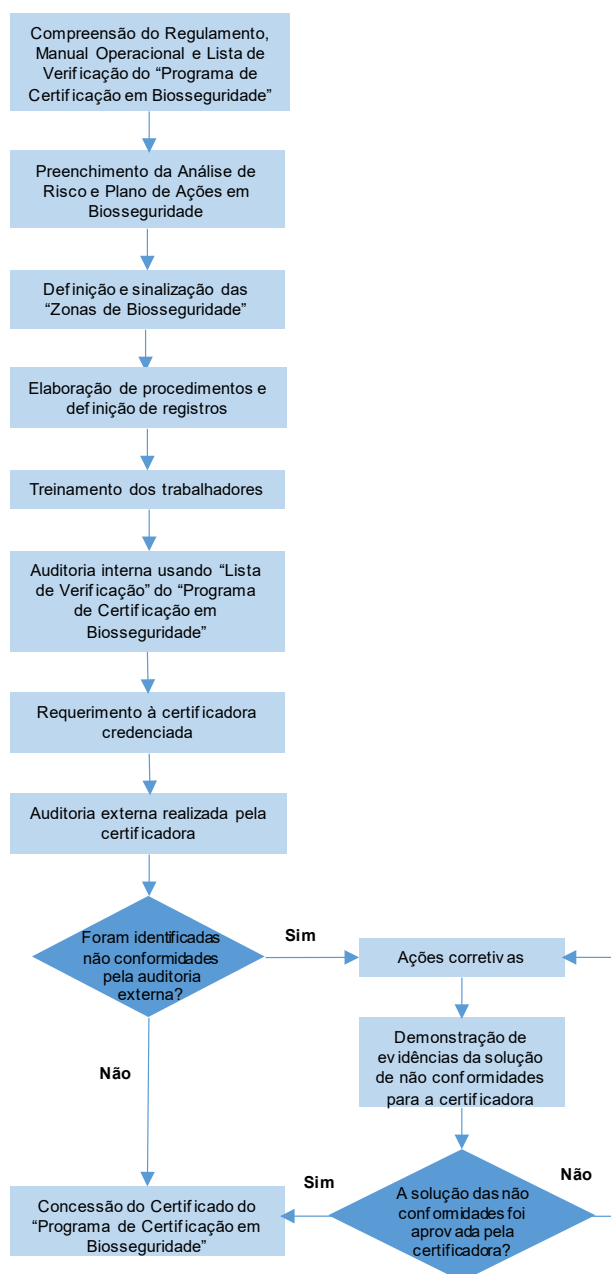 Compreensão do Regulamento,
Manual Operacional e Lista de
Verificação do “Programa de
Certificação em Biosseguridade”
Preenchimento da Análise de
Risco e Plano de Ações em
Biosseguridade
Definição e sinalização das
“Zonas de Biosseguridade”
Elaboração de procedimentos e
definição de registros
Treinamento dos trabalhadores
Auditoria interna usando “Lista
de Verificação” do “Programa
de Certificação em
Biosseguridade”
Requerimento à certificadora
credenciada
Auditoria externa realizada pela
certificadora
Foram identificadas
não conformidades
pela auditoria
externa?
Sim
Ações corretivas
Demonstração de
evidências da solução
de não conformidades
para a certificadora
Não
Sim
Não
A solução das não
conformidades foi
aprovada pela
certificadora?
Concessão do Certificado do
“Programa de Certificação em
Biosseguridade”